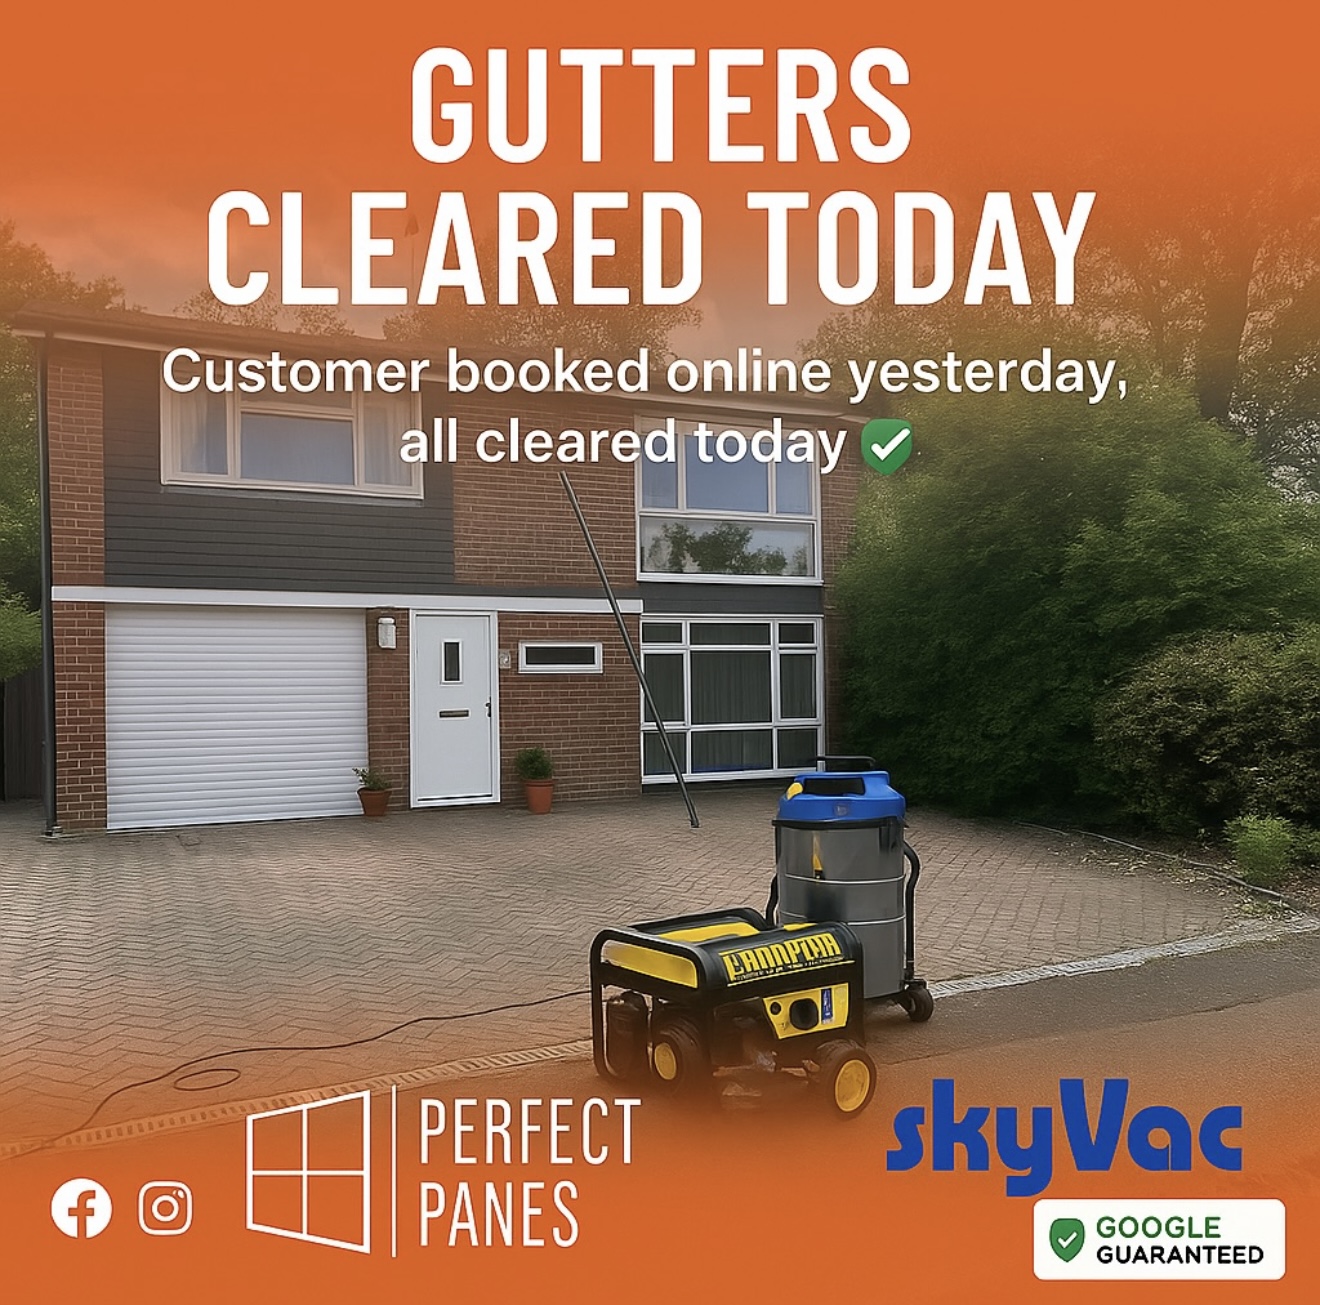 GUTTERS
CLEARED TODAY
Customer booked online yesterday,
all cleared today
PERFECT
PANES
skyVac
GOOGLE
GUARANTEED